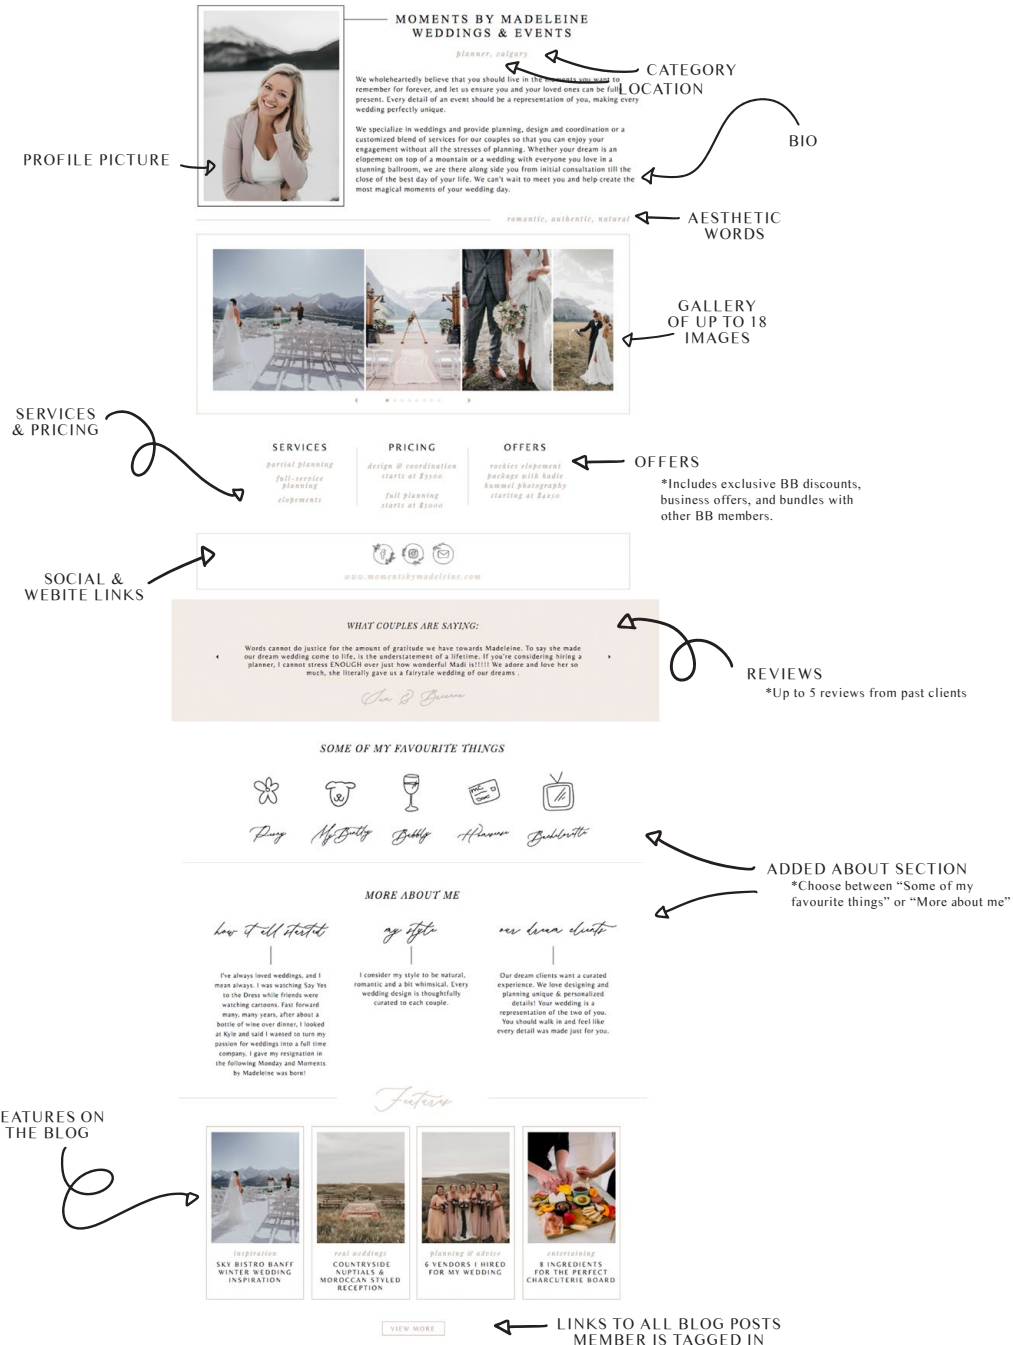 MOMENTS BY MADELEINE
WEDDINGS & EVENTS
planner, calgary
CATEGORY
LOCATION
We wholeheartedly believe that you should live in the moments you want to
remember for forever, and let us ensure you and your loved ones can be fully
present. Every detail of an event should be a representation of you, making every
wedding perfectly unique.
We specialize in weddings and provide planning, design and coordination or a
customized blend of services for our couples so that you can enjoy your
engagement without all the stresses of planning. Whether your dream is an
elopement on top of a mountain or a wedding with everyone you love in a
stunning ballroom, we are there along side you from initial consultation till the
close of the best day of your life. We can't wait to meet you and help create the
most magical moments of your wedding day.
BIO
PROFILE PICTURE
romantic, authentic, natural
AESTHETIC
WORDS
GALLERY
OF UP TO 18
IMAGES
SERVICES
& PRICING
SERVICES
partial planning
full-service
planning
elopements
PRICING
design & coordination
starts at $3500
full planning
starts at $5000
OFFERS
rockies elopement
package with kadie
hummel photography
starting at $4250
OFFERS
*Includes exclusive BB discounts,
business offers, and bundles with
other BB members.
SOCIAL &
WEBITE LINKS
www.momentsbymadeleine.com
WHAT COUPLES ARE SAYING:
Words cannot do justice for the amount of gratitude we have towards Madeleine. To say she made
our dream wedding come to life, is the understatement of a lifetime. If you're considering hiring a
planner, I cannot stress ENOUGH over just how wonderful Madi is!!!!! We adore and love her so
much, she literally gave us a fairytale wedding of our dreams .
REVIEWS
*Up to 5 reviews from past clients
SOME OF MY FAVOURITE THINGS
Bubbly
Bachelorette
ADDED ABOUT SECTION
*Choose between “Some of my
favourite things” or “More about me”
MORE ABOUT ME
how it all started
I've always loved weddings, and I
mean always. I was watching Say Yes
to the Dress while friends were
watching cartoons. Fast forward
many, many years, after about a
bottle of wine over dinner, I looked
at Kyle and said I wanted to turn my
passion for weddings into a full time
company. I gave my resignation in
the following Monday and Moments
by Madeleine was born!
my style
I consider my style to be natural,
romantic and a bit whimsical. Every
wedding design is thoughtfully
curated to each couple.
our dream clients
Our dream clients want a curated
experience. We love designing and
planning unique & personalized
details! Your wedding is a
representation of the two of you.
You should walk in and feel like
every detail was made just for you.
Features
EATURES ON
THE BLOG
inspiration
SKY BISTRO BANFF
WINTER WEDDING
INSPIRATION
real weddings
COUNTRYSIDE
NUPTIALS &
MOROCCAN STYLED
RECEPTION
planning & advice
6 VENDORS I HIRED
FOR MY WEDDING
entertaining
8 INGREDIENTS
FOR THE PERFECT
CHARCUTERIE BOARD
VIEW MORE
LINKS TO ALL BLOG POSTS
MEMBER IS TAGGED IN